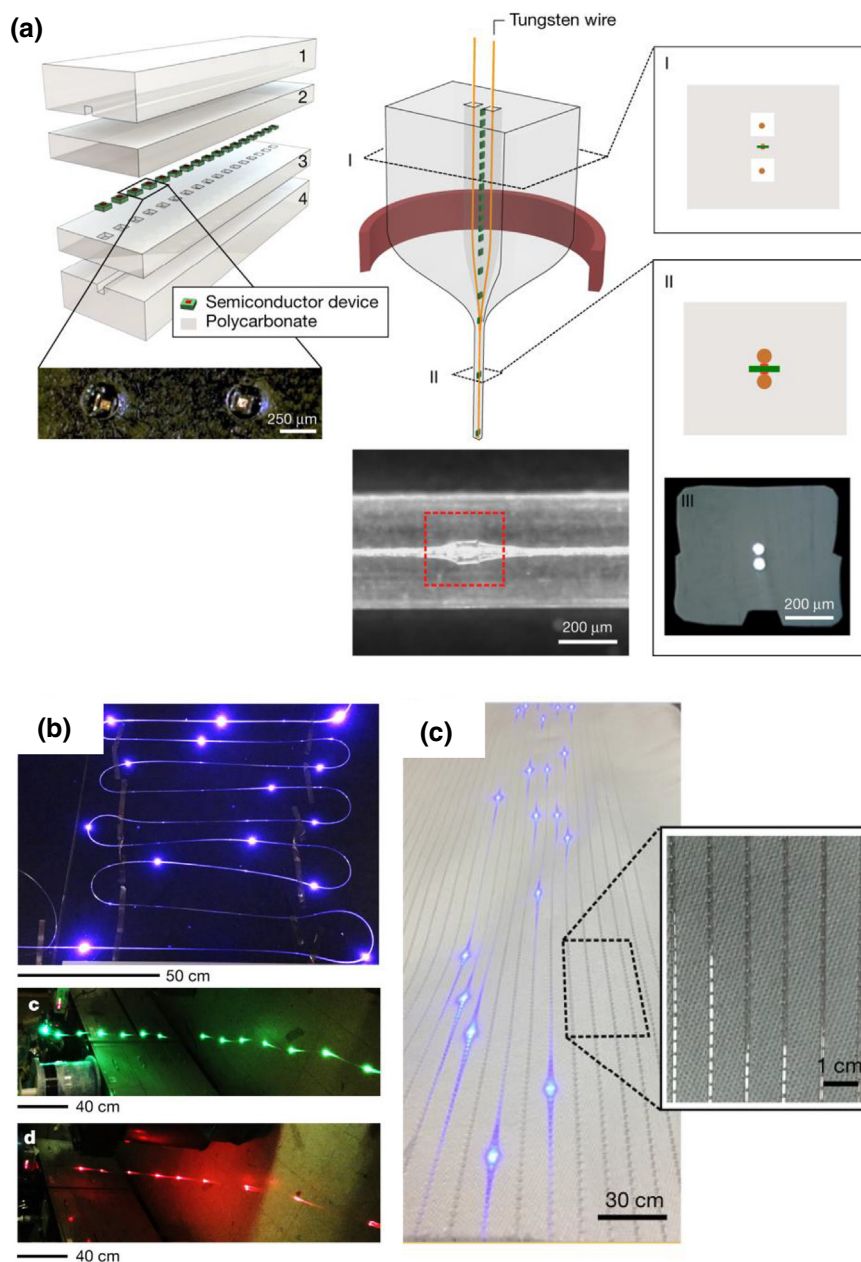 (a)
Tungsten wire
1
2
3
4
I
I
II
II
Semiconductor device
Polycarbonate
250 µm
200 µm
III
200 µm
(b)
50 cm
c
40 cm
d
40 cm
(c)
1 cm
30 cm